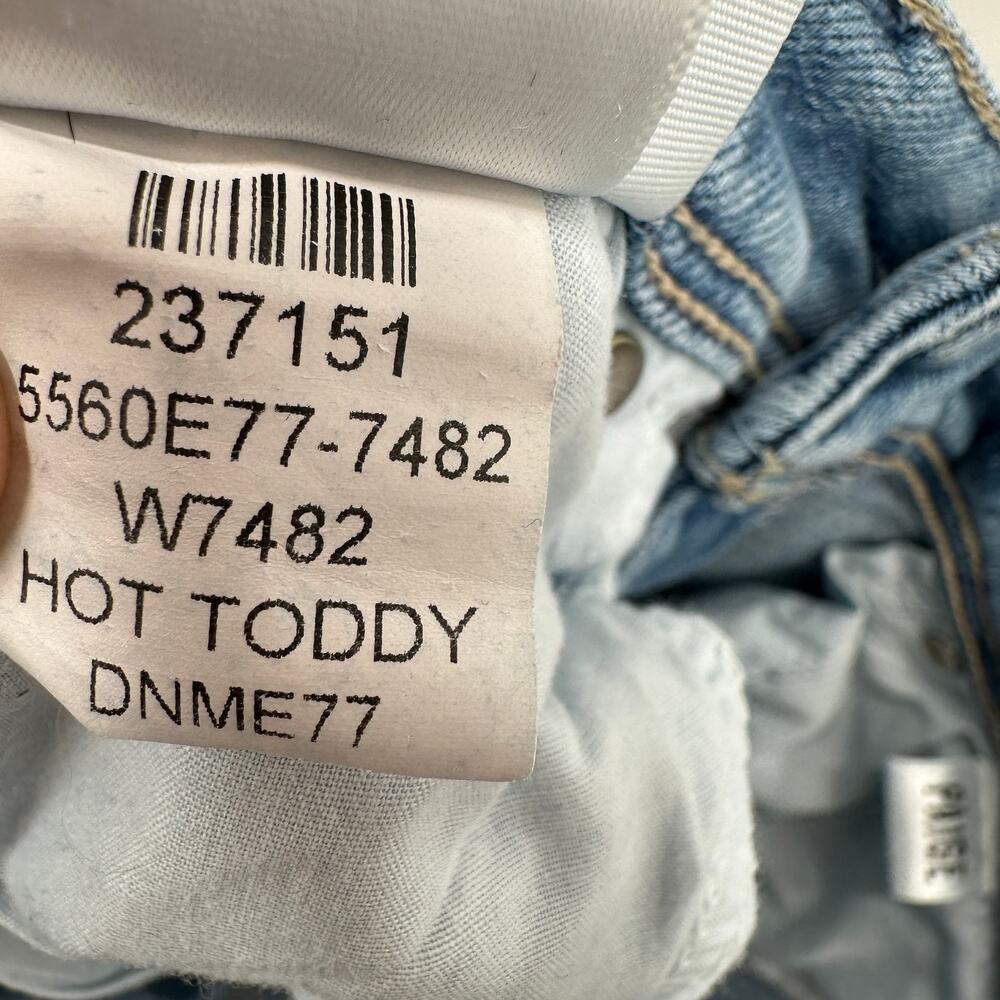 237151
5560E77-7482
W7482
HOT TODDY
DNME77
PAIGE